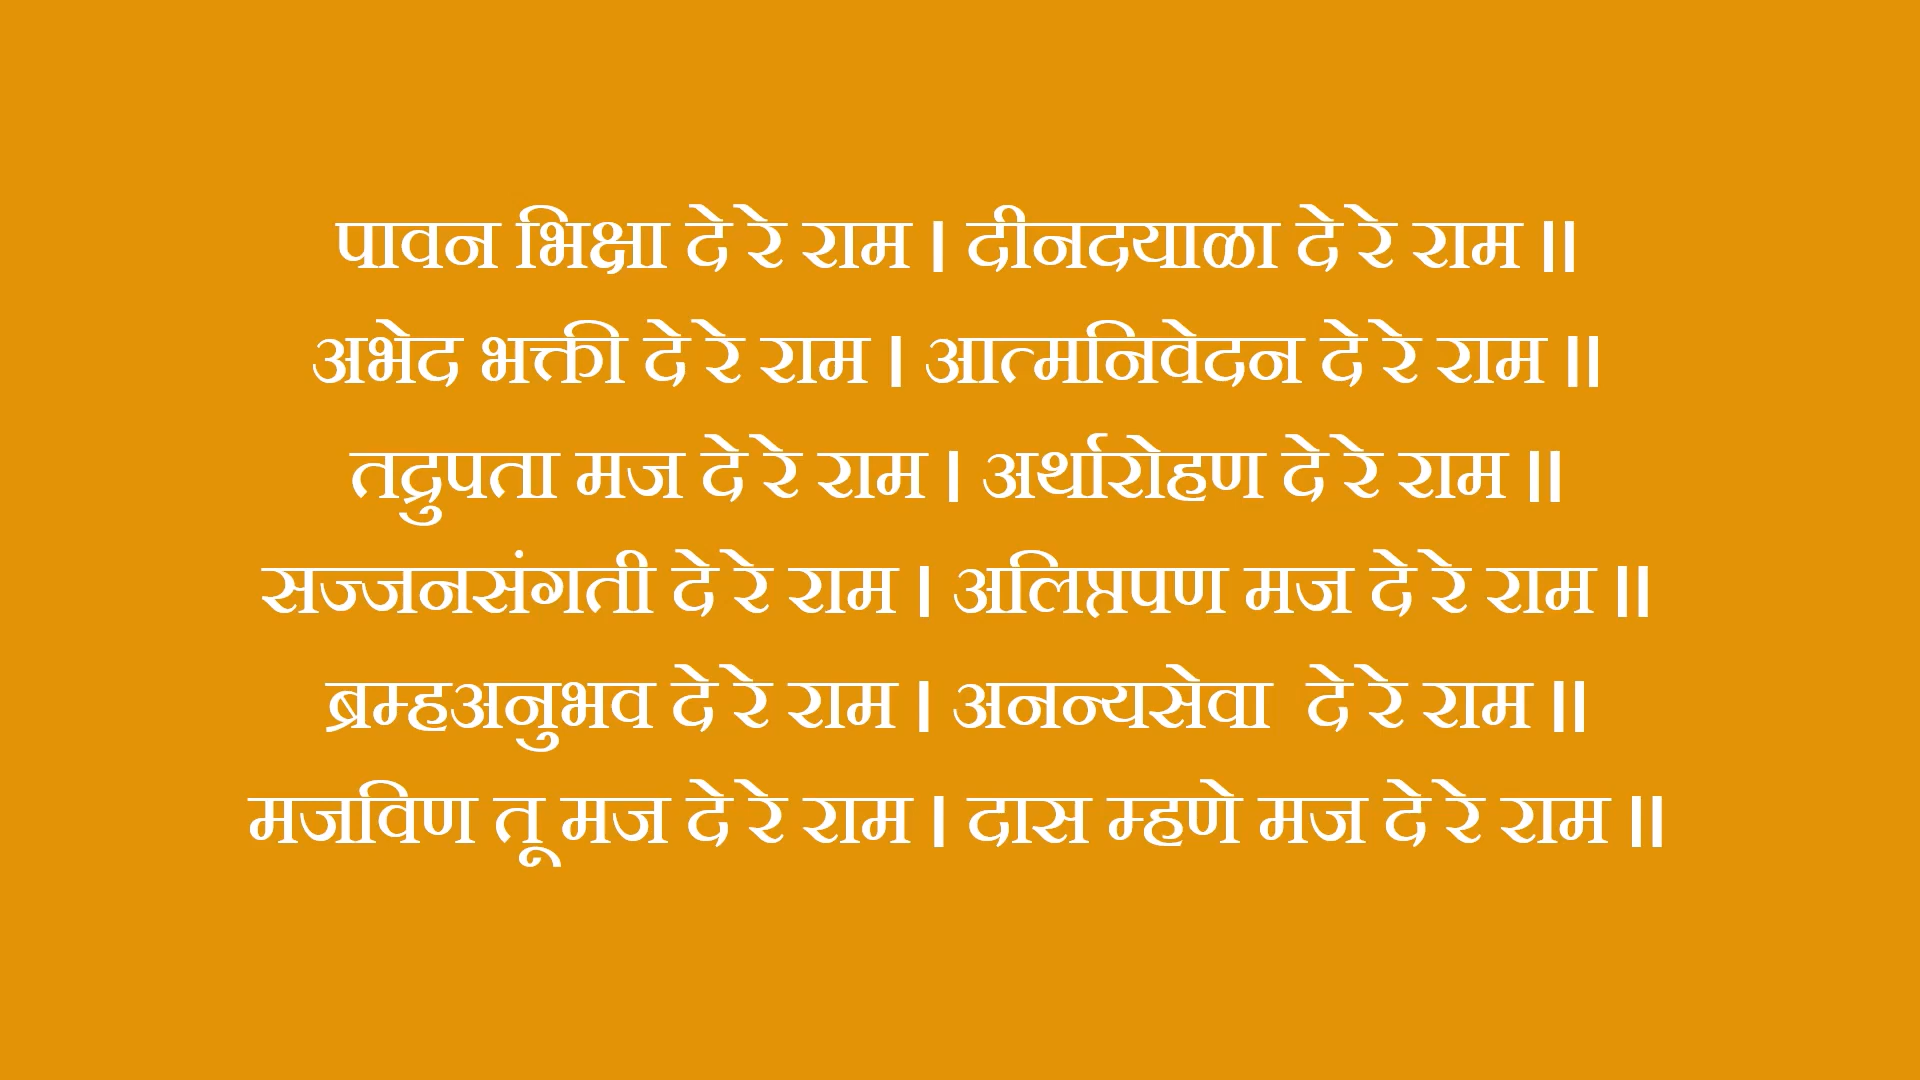 पावन भिक्षा दे रे राम । दीनदयाळा दे रे राम ॥
अभेद भक्ती दे रे राम । आत्मनिवेदन दे रे राम ॥
तद्रुपता मज दे रे राम । अर्थारोहण दे रे राम ॥
सज्जनसंगती दे रे राम । अलिप्तपण मज दे रे राम ॥
ब्रम्हअनुभव दे रे राम । अनन्यसेवा  दे रे राम ॥
मजविण तू मज दे रे राम । दास म्हणे मज दे रे राम ॥